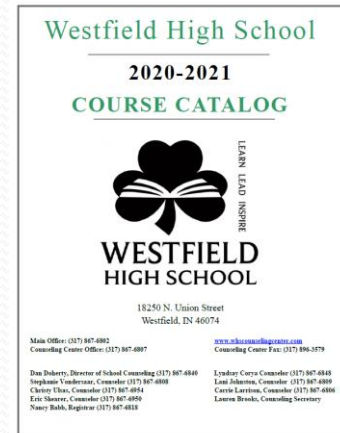 Westfield High School
2020-2021
COURSE CATALOG
LEARN LEAD INSPIRE
WESTFIELD
HIGH SCHOOL
18250 N. Union Street
Westfield, IN 46074
Main Office: (317) 867-6802
Counseling Center Office: (317) 867-6807
www.whscounselingcenter.com
Counseling Center Fax: (317) 896-3579
Dan Doherty, Director of School Counseling (317) 867-6840
Stephanie Vondersaar, Counselor (317) 867-6808
Christy Ulsas, Counselor (317) 867-6954
Eric Shearer, Counselor (317) 867-6950
Nancy Babb, Registrar (317) 867-6818
Lyndsay Corya Counselor (317) 867-6848
Lani Johnston, Counselor (317) 867-6809
Carrie Larrison, Counselor (317) 867-6806
Lauren Brooks, Counseling Secretary